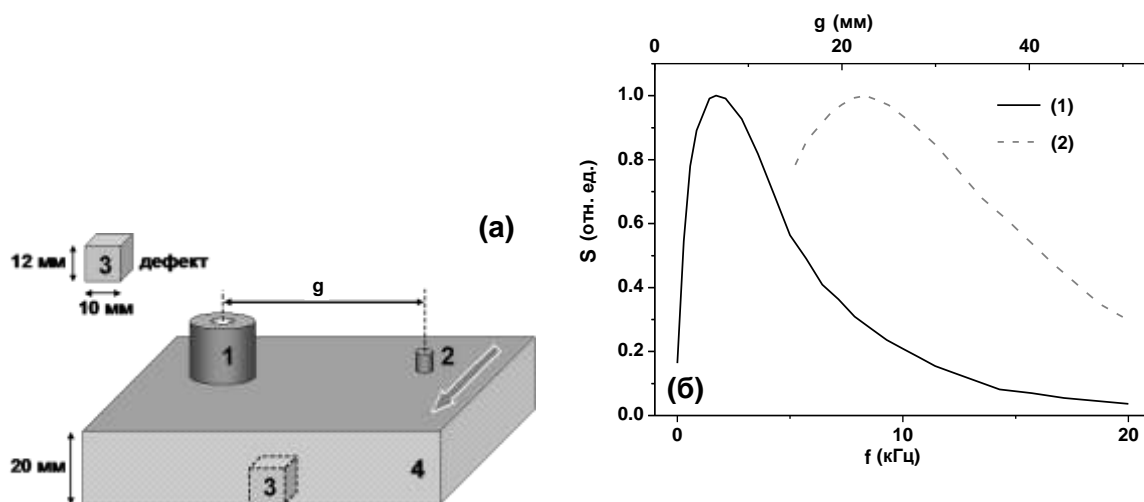 (а)
12 мм
3
дефект
10 мм
g
1
2
20 мм
4
3
g (мм)
0 20 40
1.0
0.8
0.6
0.4
0.2
0.0
S (отн. ед.)
(1)
(2)
(б)
0 10 20
f (кГц)